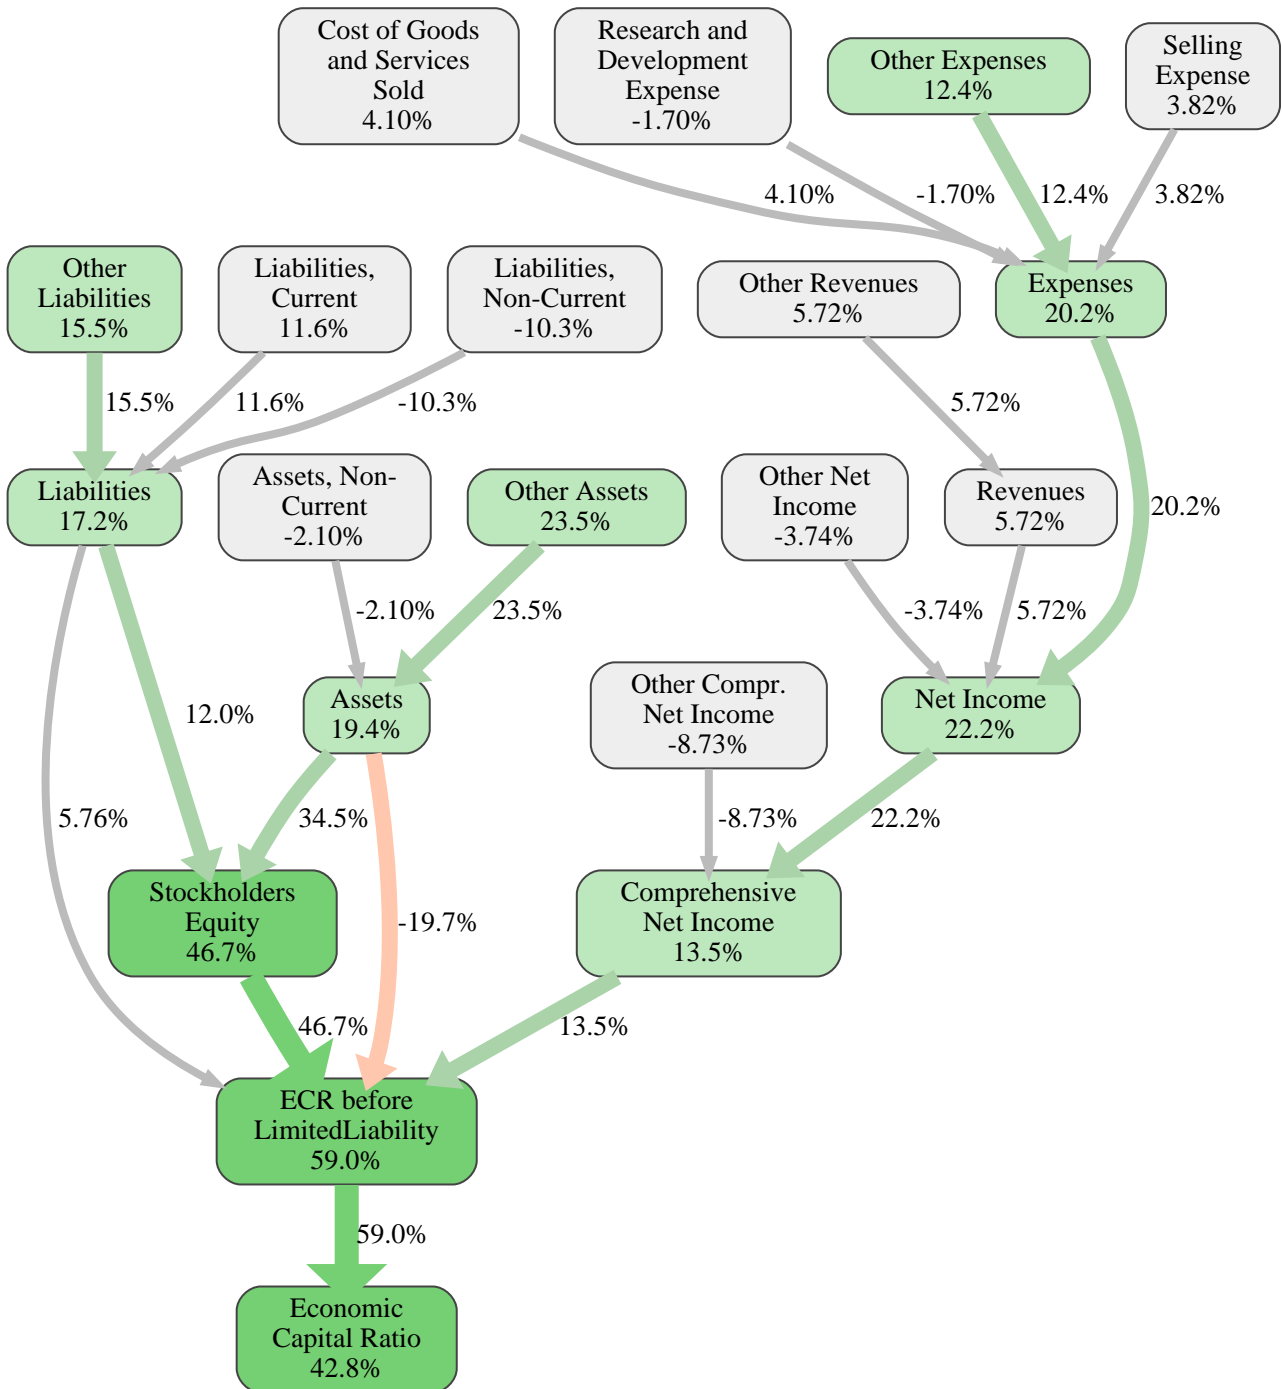 Cost of Goods
and Services
Sold
4.10%
Research and
Development
Expense
-1.70%
Other Expenses
12.4%
Selling
Expense
3.82%
4.10%
-1.70%
12.4%
3.82%
Other
Liabilities
15.5%
Liabilities,
Current
11.6%
Liabilities,
Non-Current
-10.3%
Other Revenues
5.72%
Expenses
20.2%
15.5%
11.6%
-10.3%
5.72%
Liabilities
17.2%
Assets, Non-
Current
-2.10%
Other Assets
23.5%
Other Net
Income
-3.74%
Revenues
5.72%
20.2%
-2.10%
23.5%
-3.74%
5.72%
12.0%
Assets
19.4%
Other Compr.
Net Income
-8.73%
Net Income
22.2%
5.76%
34.5%
-8.73%
22.2%
Stockholders
Equity
46.7%
-19.7%
Comprehensive
Net Income
13.5%
46.7%
13.5%
ECR before
LimitedLiability
59.0%
59.0%
Economic
Capital Ratio
42.8%